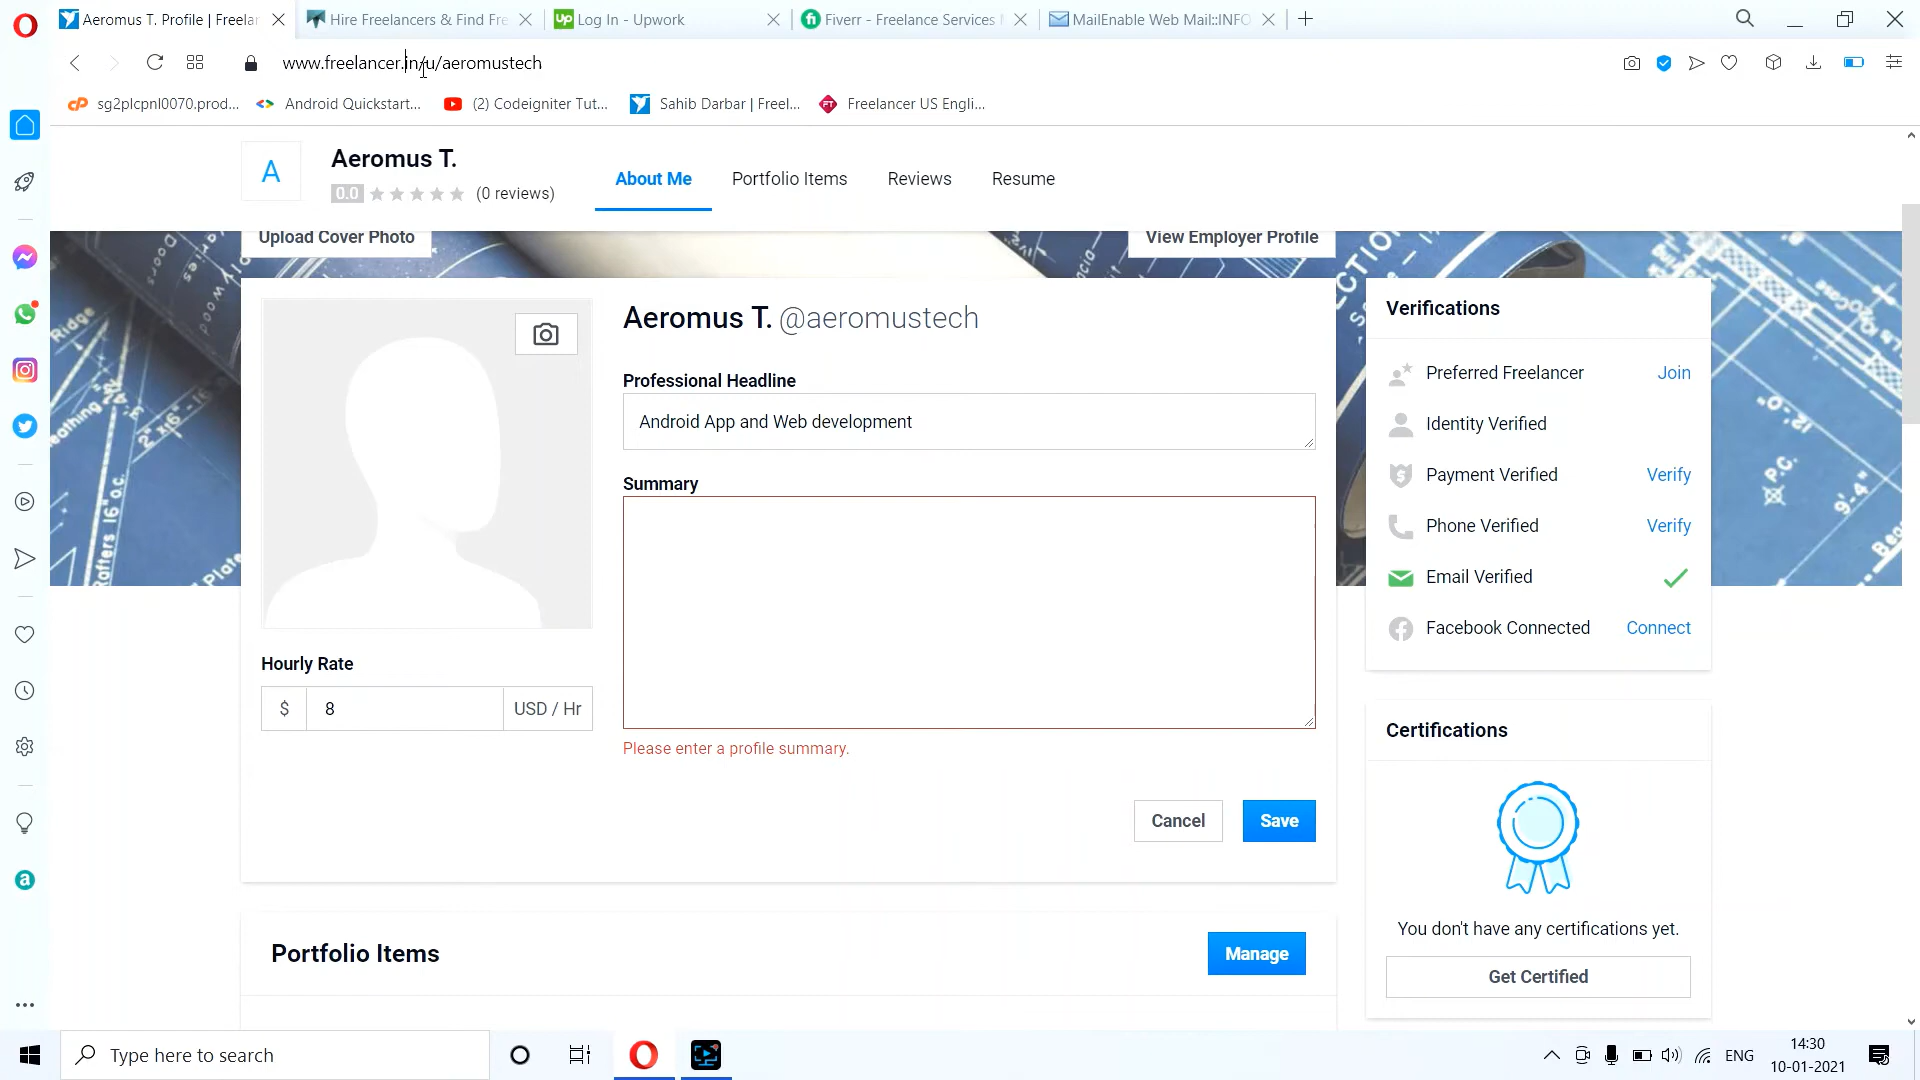 Aeromus T. Profile | Freelan
Hire Freelancers & Find Fre
Log In - Upwork
Fiverr - Freelance Services
MailEnable Web Mail::INFO
www.freelancer.in/u/aeromustech
sg2plcpnl0070.prod...
Android Quickstart...
(2) Codeigniter Tut...
Sahib Darbar | Freel...
Freelancer US Engli...
A
Aeromus T.
0.0
(0 reviews)
About Me
Portfolio Items
Reviews
Resume
Upload Cover Photo
View Employer Profile
Aeromus T. @aeromustech
Professional Headline
Android App and Web development
Summary
Please enter a profile summary.
Hourly Rate
$ 8 USD / Hr
Cancel
Save
Verifications
Preferred Freelancer Join
Identity Verified
Payment Verified Verify
Phone Verified Verify
Email Verified
Facebook Connected Connect
Certifications
You don't have any certifications yet.
Get Certified
Portfolio Items
Manage
Type here to search
ENG
14:30
10-01-2021